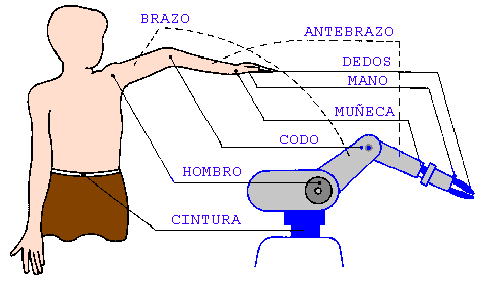 BRAZO
ANTEBRAZO
DEDOS
MANO
MUÑECA
CODO
HOMBRO
CINTURA